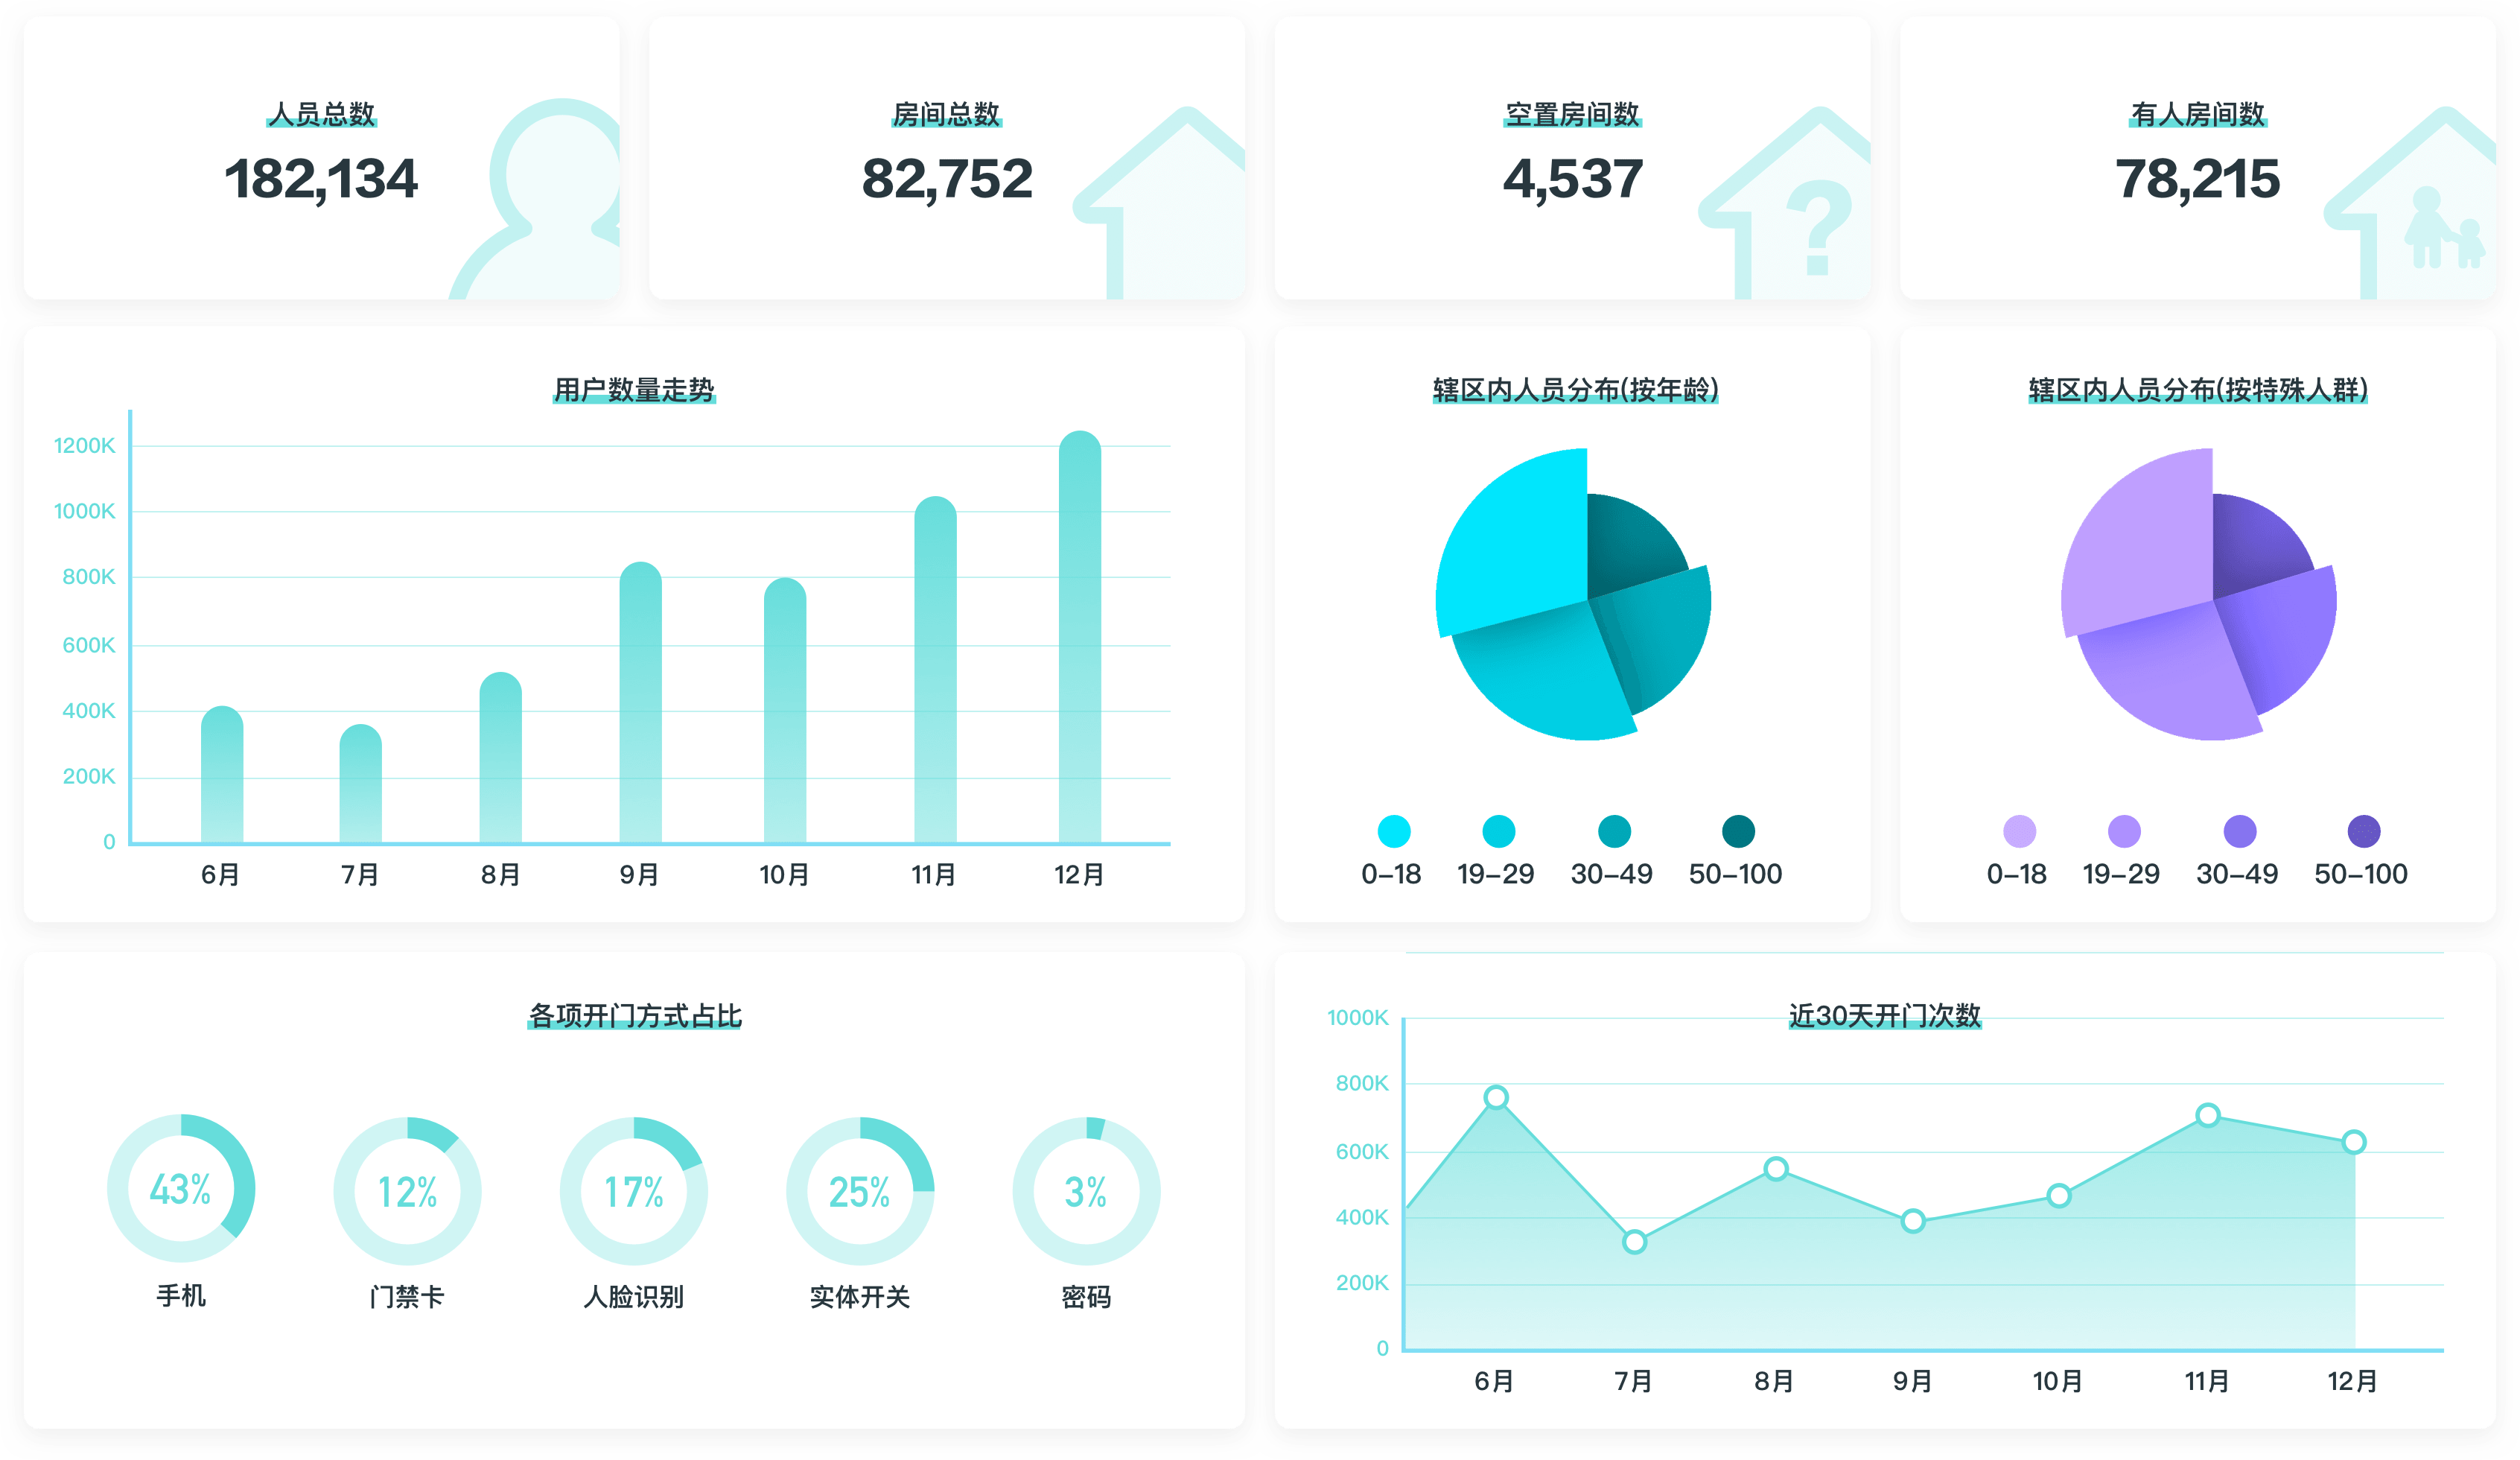 人员总数
182,134
房间总数
82,752
空置房间数
4,537
?
有人房间数
78,215
用户数量走势
1200K
1000K
800K
600K
400K
200K
0
6月 7月 8月 9月 10月 11月 12月
辖区内人员分布(按年龄)
0–18 19–29 30–49 50–100
辖区内人员分布(按特殊人群)
0–18 19–29 30–49 50–100
各项开门方式占比
43% 12% 17% 25% 3%
手机 门禁卡 人脸识别 实体开关 密码
近30天开门次数
1000K
800K
600K
400K
200K
0
6月 7月 8月 9月 10月 11月 12月